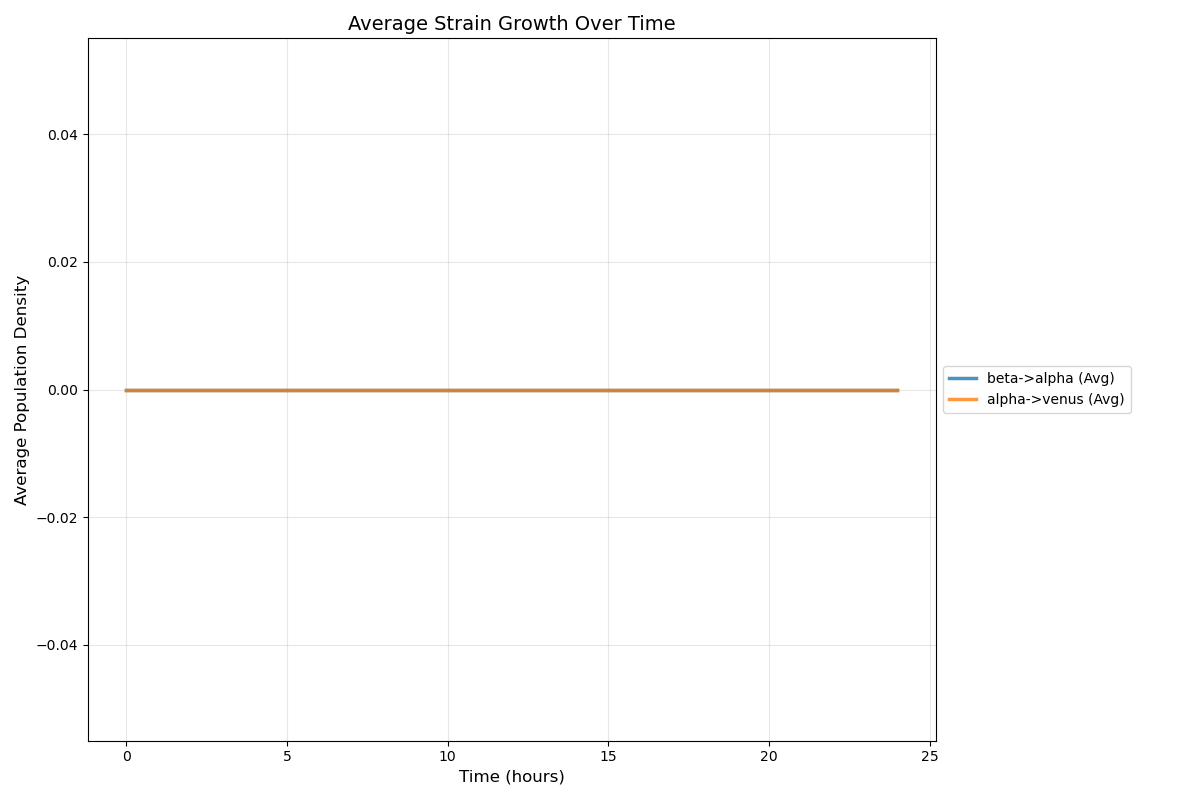 Average Strain Growth Over Time
Average Population Density
0.04
0.02
0.00
−0.02
−0.04
0
5
10
15
20
25
Time (hours)
beta->alpha (Avg)
alpha->venus (Avg)